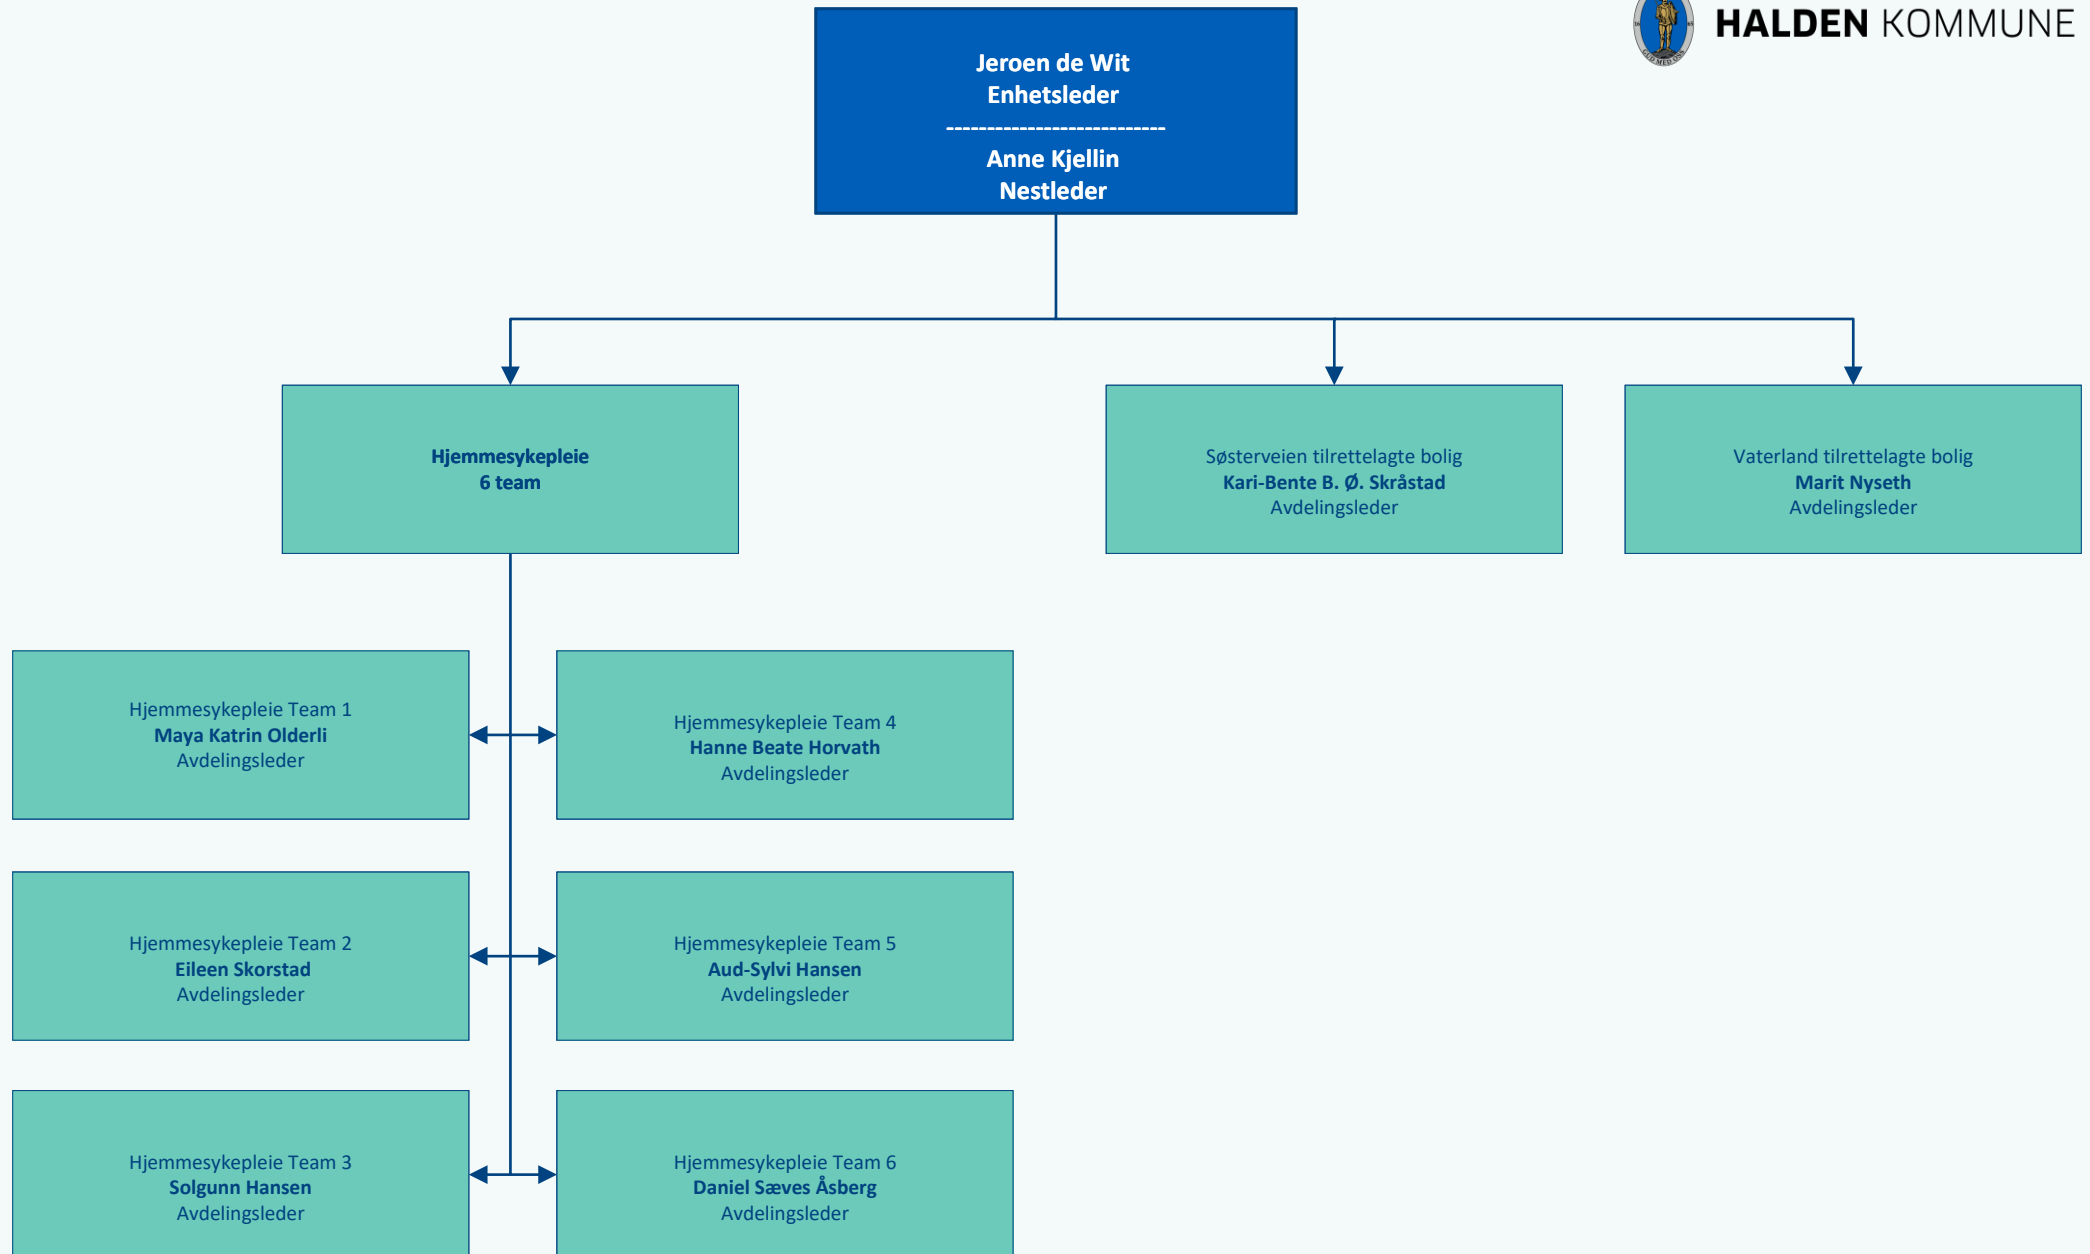 HALDEN KOMMUNE
GUD MED OSS
Jeroen de Wit
Enhetsleder
---------------------------
Anne Kjellin
Nestleder
Hjemmesykepleie
6 team
Søsterveien tilrettelagte bolig
Kari-Bente B. Ø. Skråstad
Avdelingsleder
Vaterland tilrettelagte bolig
Marit Nyseth
Avdelingsleder
Hjemmesykepleie Team 1
Maya Katrin Olderli
Avdelingsleder
Hjemmesykepleie Team 4
Hanne Beate Horvath
Avdelingsleder
Hjemmesykepleie Team 2
Eileen Skorstad
Avdelingsleder
Hjemmesykepleie Team 5
Aud-Sylvi Hansen
Avdelingsleder
Hjemmesykepleie Team 3
Solgunn Hansen
Avdelingsleder
Hjemmesykepleie Team 6
Daniel Sæves Åsberg
Avdelingsleder